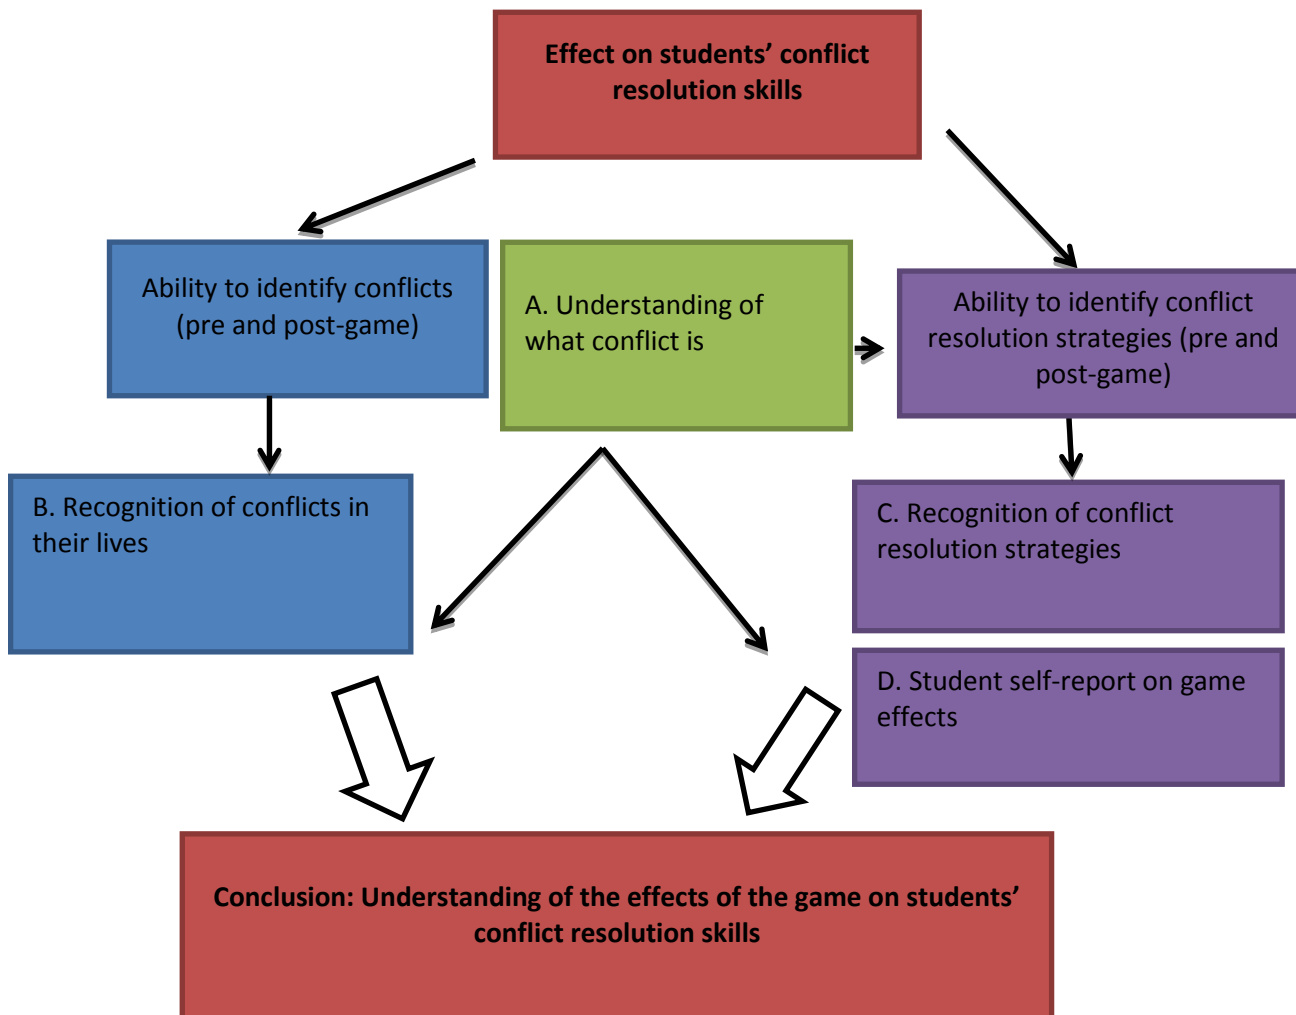 Effect on students’ conflict
resolution skills
Ability to identify conflicts
(pre and post-game)
A. Understanding of
what conflict is
Ability to identify conflict
resolution strategies (pre and
post-game)
B. Recognition of conflicts in
their lives
C. Recognition of conflict
resolution strategies
D. Student self-report on game
effects
Conclusion: Understanding of the effects of the game on students’
conflict resolution skills